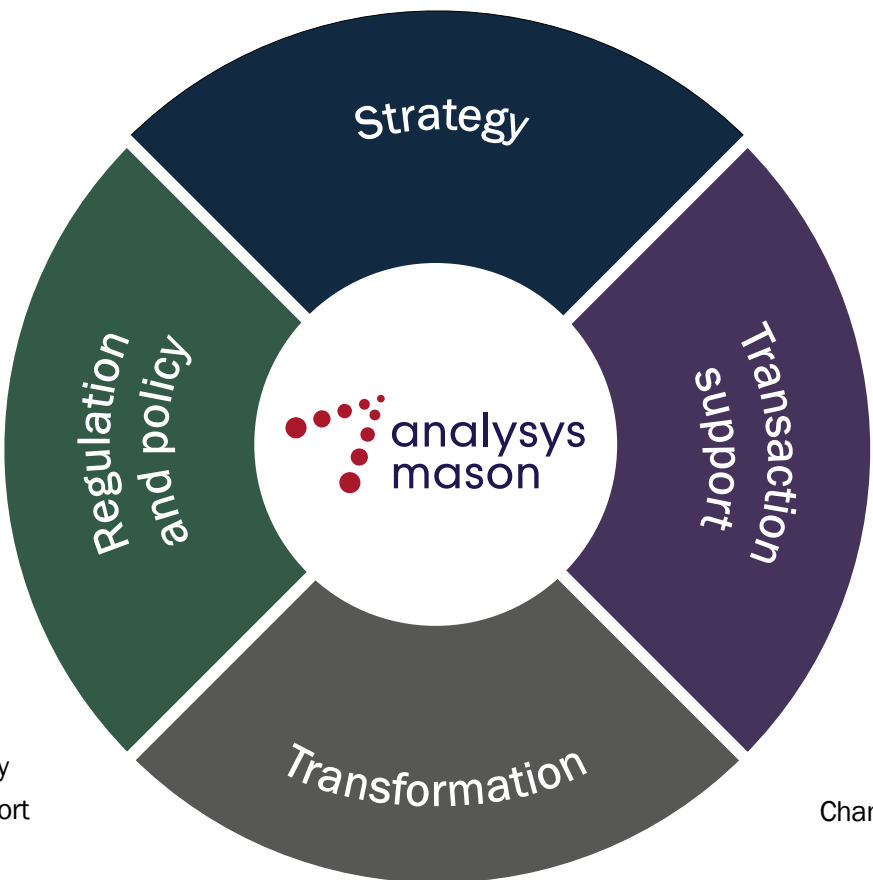 Strategy
Regulation
and policy
analysys
mason
Transaction
support
Transformation